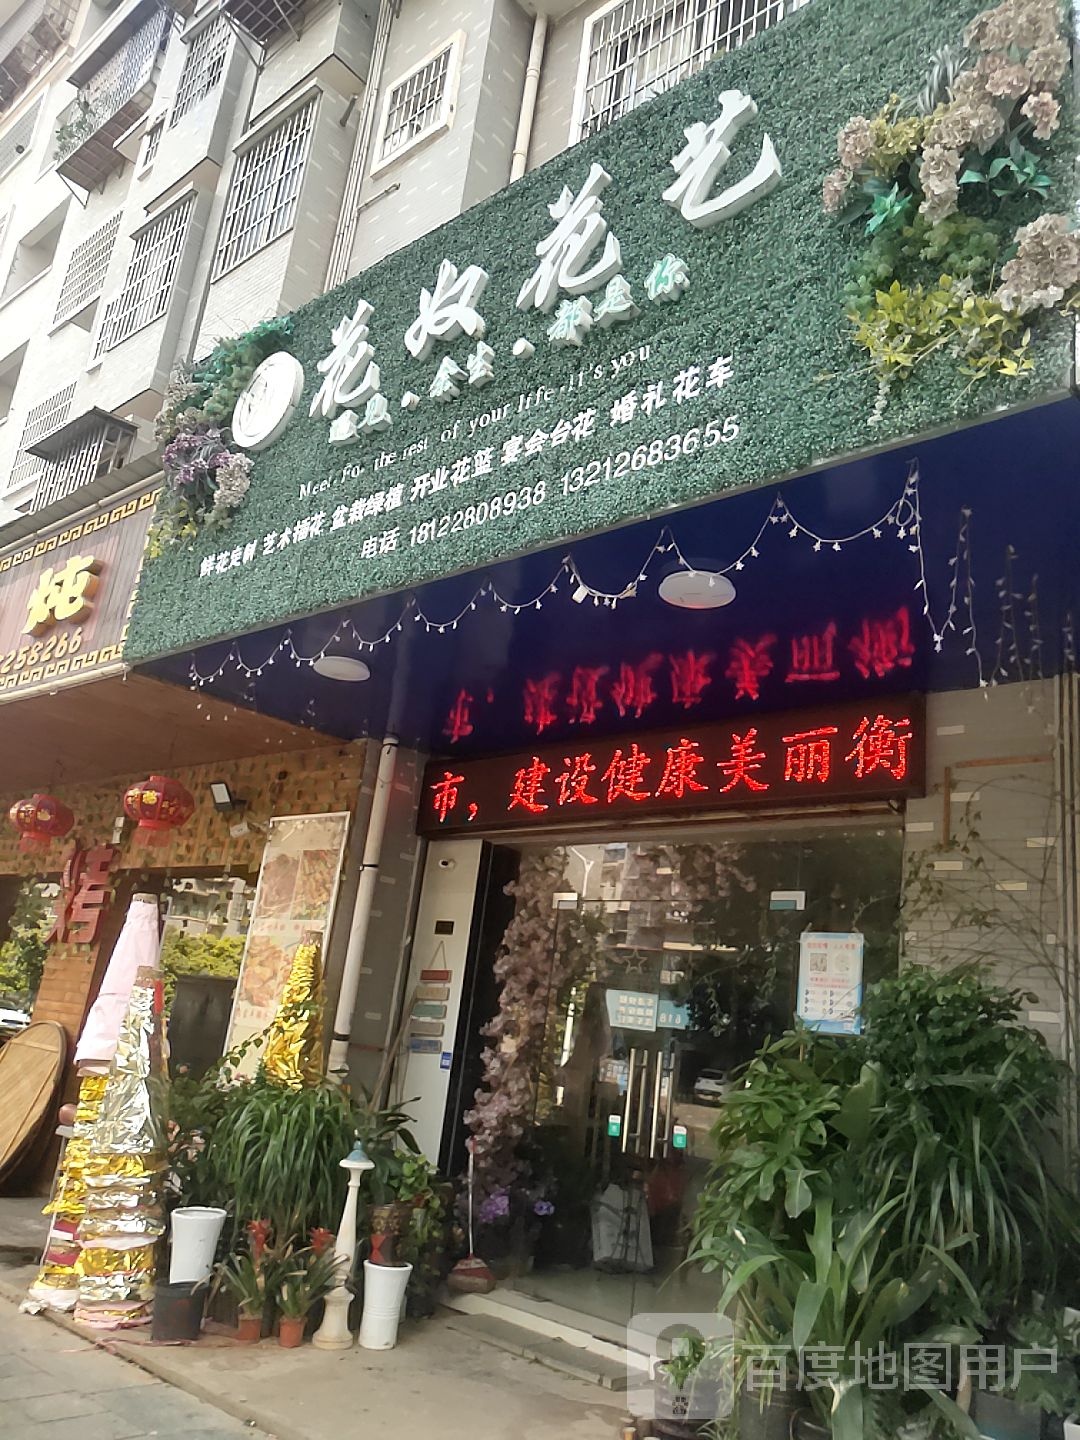 花奴花艺
遇见·余生·都是你
Meet. For the rest of your life. It's you
鲜花定制 艺术插花 盆栽绿植 开业花篮 宴会台花 婚礼花车
电话 18122808938 13212683655
炖
258266
市，建设健康美丽衡
烤
百度地图用户